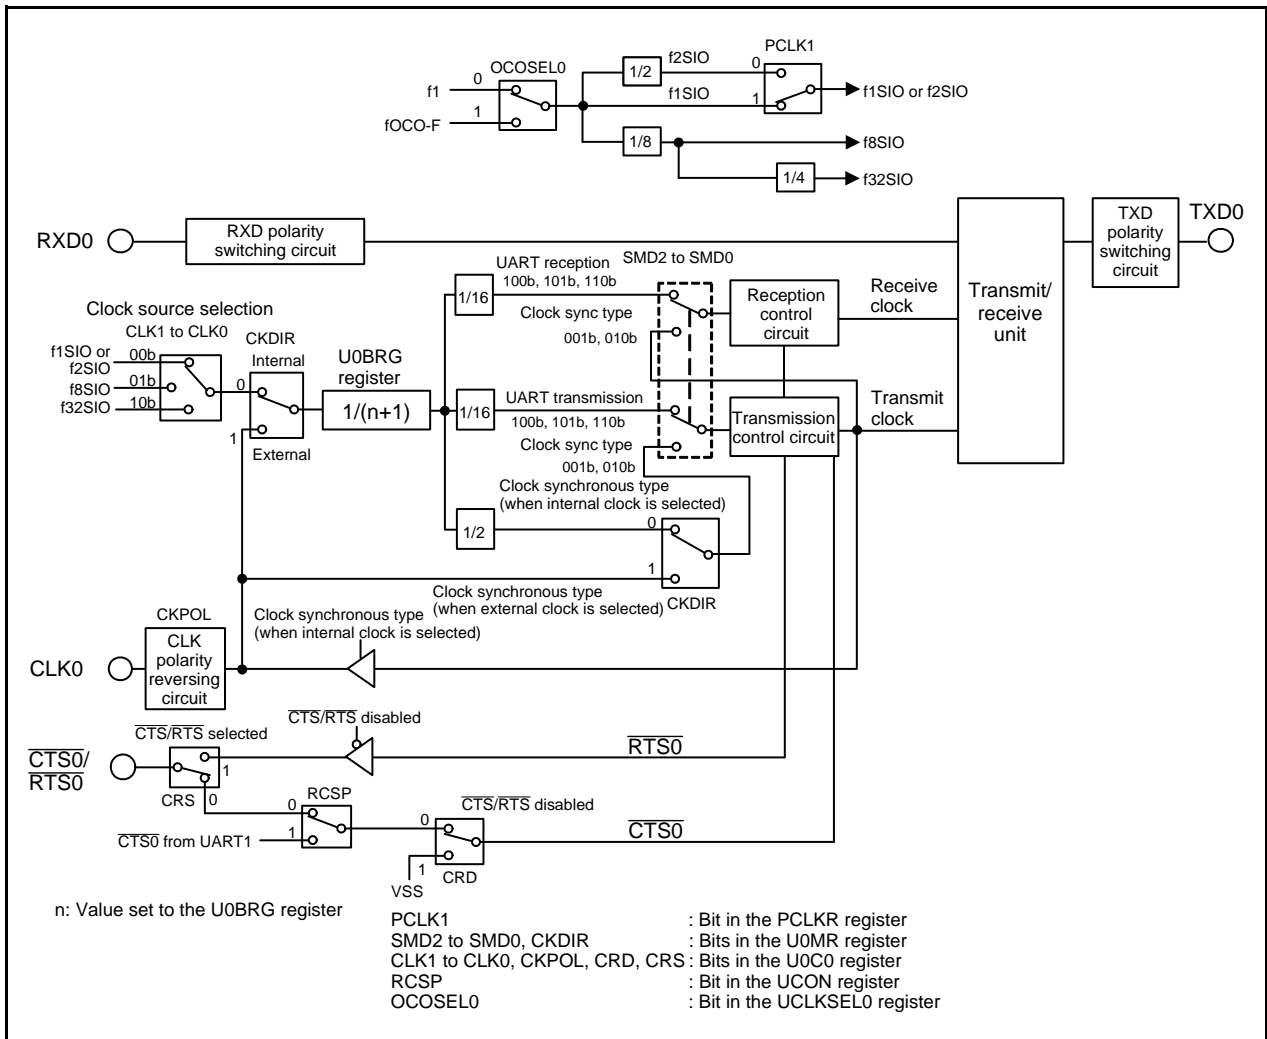 OCOSEL0
PCLK1
f1
0
fOCO-F
1
1/2
f2SIO
0
f1SIO
1
f1SIO or f2SIO
1/8
f8SIO
1/4
f32SIO
RXD0
RXD polarity
switching circuit
TXD
polarity
switching
circuit
TXD0
Transmit/
receive
unit
Clock source selection
CLK1 to CLK0
f1SIO or
f2SIO
00b
f8SIO
01b
f32SIO
10b
CKDIR
Internal
0
1
External
U0BRG
register
1/(n+1)
1/16
UART reception
100b, 101b, 110b
SMD2 to SMD0
Clock sync type
001b, 010b
Reception
control
circuit
Receive
clock
1/16
UART transmission
100b, 101b, 110b
Clock sync type
001b, 010b
Transmission
control circuit
Transmit
clock
Clock synchronous type
(when internal clock is selected)
1/2
0
1
CKDIR
Clock synchronous type
(when external clock is selected)
Clock synchronous type
(when internal clock is selected)
CKPOL
CLK0
CLK
polarity
reversing
circuit
CTS/RTS selected
CTS/RTS disabled
CTS0/
RTS0
1
CRS
0
RTS0
RCSP
0
CTS0 from UART1
1
CTS/RTS disabled
0
1
VSS
CRD
CTS0
n: Value set to the U0BRG register
PCLK1 : Bit in the PCLKR register
SMD2 to SMD0, CKDIR : Bits in the U0MR register
CLK1 to CLK0, CKPOL, CRD, CRS : Bits in the U0C0 register
RCSP : Bit in the UCON register
OCOSEL0 : Bit in the UCLKSEL0 register